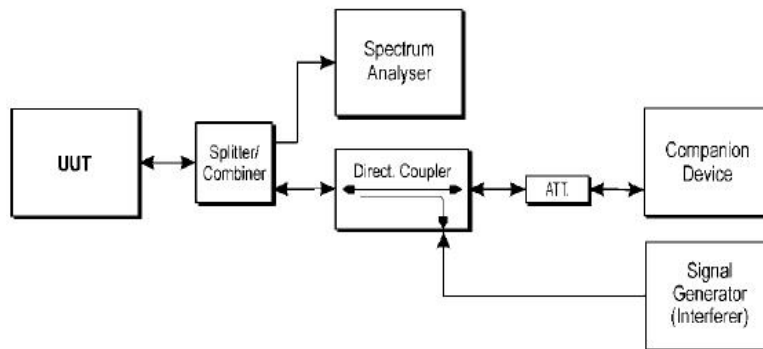 Spectrum
Analyser
UUT
Splitter/
Combiner
Direct. Coupler
ATT.
Companion
Device
Signal
Generator
(Interferer)